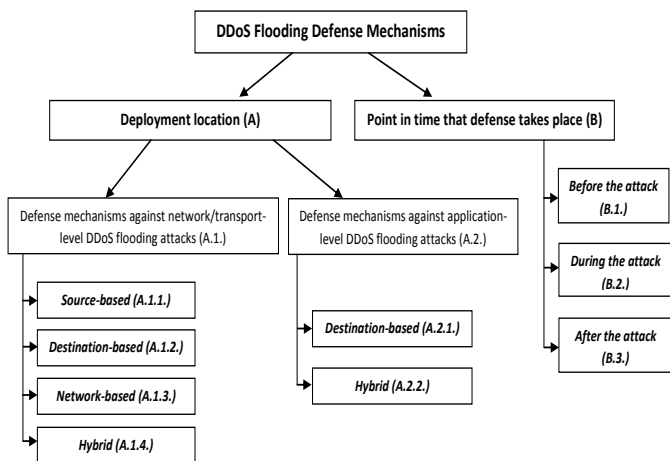 DDoS Flooding Defense Mechanisms
Deployment location (A)
Point in time that defense takes place (B)
Defense mechanisms against network/transport-
level DDoS flooding attacks (A.1.)
Defense mechanisms against application-
level DDoS flooding attacks (A.2.)
Before the attack
(B.1.)
During the attack
(B.2.)
After the attack
(B.3.)
Source-based (A.1.1.)
Destination-based (A.1.2.)
Network-based (A.1.3.)
Hybrid (A.1.4.)
Destination-based (A.2.1.)
Hybrid (A.2.2.)